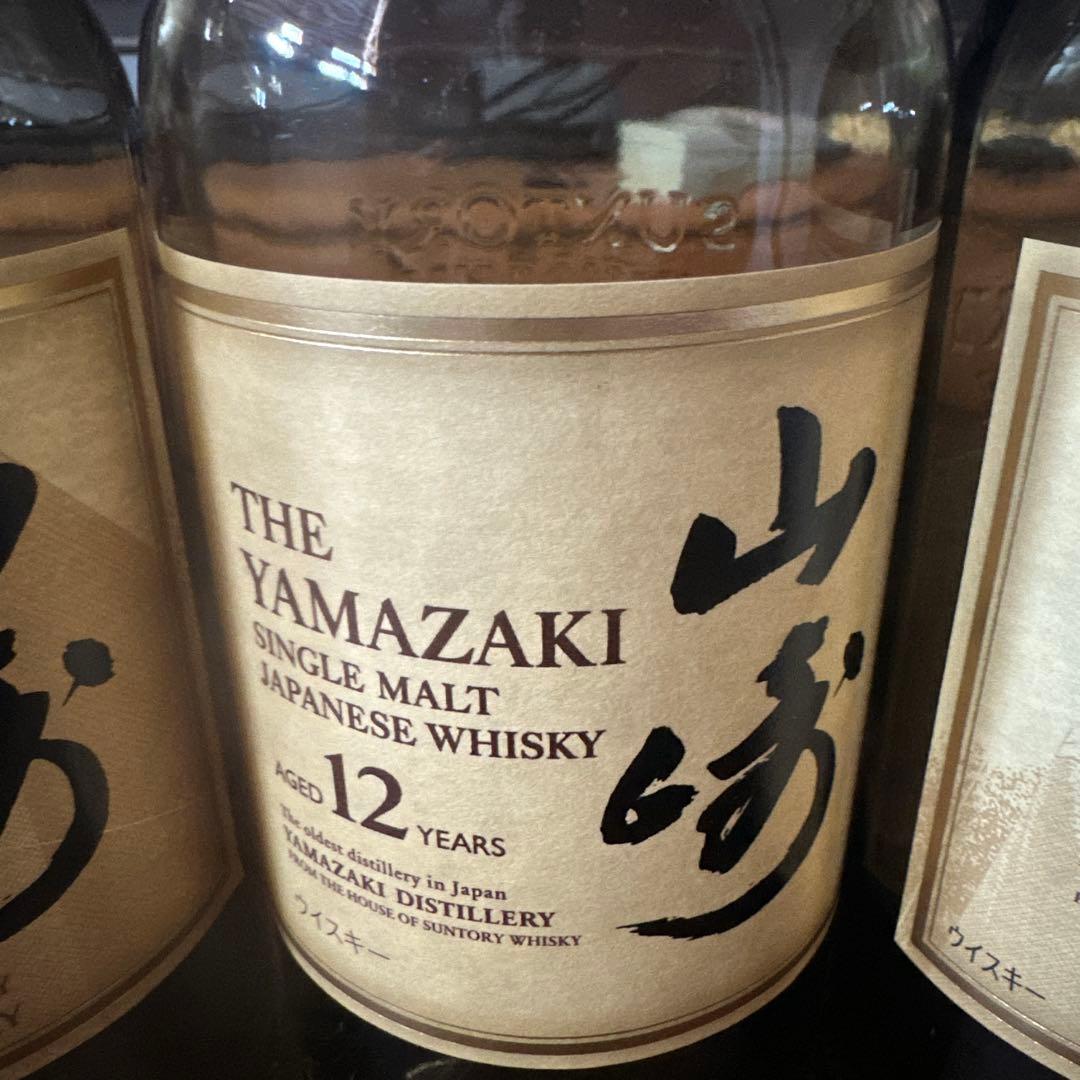 SUNTORY
THE
YAMAZAKI
SINGLE MALT
JAPANESE WHISKY
AGED 12 YEARS
The oldest distillery in Japan
YAMAZAKI DISTILLERY
FROM THE HOUSE OF SUNTORY WHISKY
ウイスキー
山崎
ウイスキー